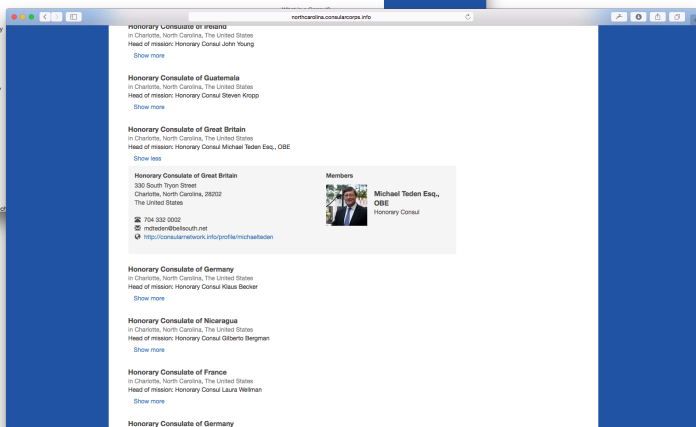 northcarolina.consularcorps.info
Honorary Consulate of Ireland
in Charlotte, North Carolina, The United States
Head of mission: Honorary Consul John Young
Show more
Honorary Consulate of Guatemala
in Charlotte, North Carolina, The United States
Head of mission: Honorary Consul Steven Kropp
Show more
Honorary Consulate of Great Britain
in Charlotte, North Carolina, The United States
Head of mission: Honorary Consul Michael Teden Esq., OBE
Show less
Honorary Consulate of Great Britain
330 South Tryon Street
Charlotte, North Carolina, 28202
The United States
704 332 0002
mdteden@bellsouth.net
http://consularnetwork.info/profile/michaelteden
Members
Michael Teden Esq.,
OBE
Honorary Consul
Honorary Consulate of Germany
in Charlotte, North Carolina, The United States
Head of mission: Honorary Consul Klaus Becker
Show more
Honorary Consulate of Nicaragua
in Charlotte, North Carolina, The United States
Head of mission: Honorary Consul Gilberto Bergman
Show more
Honorary Consulate of France
in Charlotte, North Carolina, The United States
Head of mission: Honorary Consul Laura Wellman
Show more
Honorary Consulate of Germany